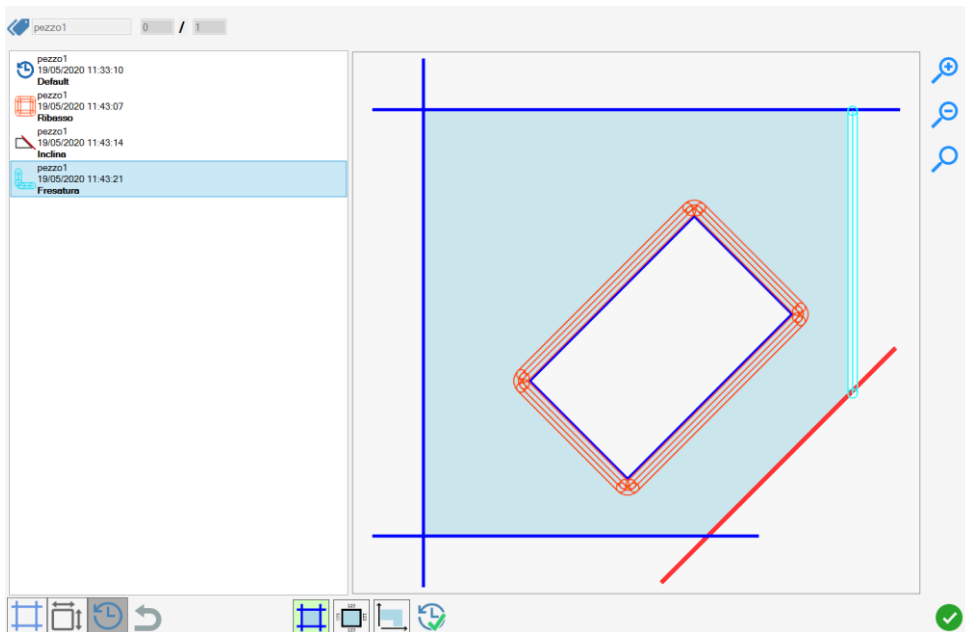 pezzo1 0 / 1
pezzo1
19/05/2020 11:33:10
Default
pezzo1
19/05/2020 11:43:07
Ribasso
pezzo1
19/05/2020 11:43:14
Inclina
pezzo1
19/05/2020 11:43:21
Fresatura